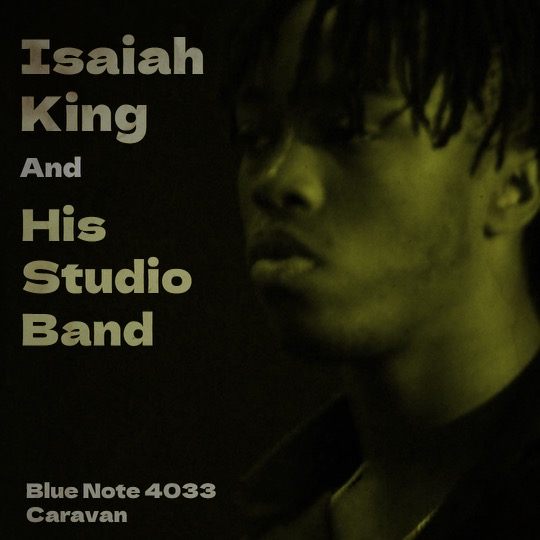 Isaiah
King
And
His
Studio
Band
Blue Note 4033
Caravan